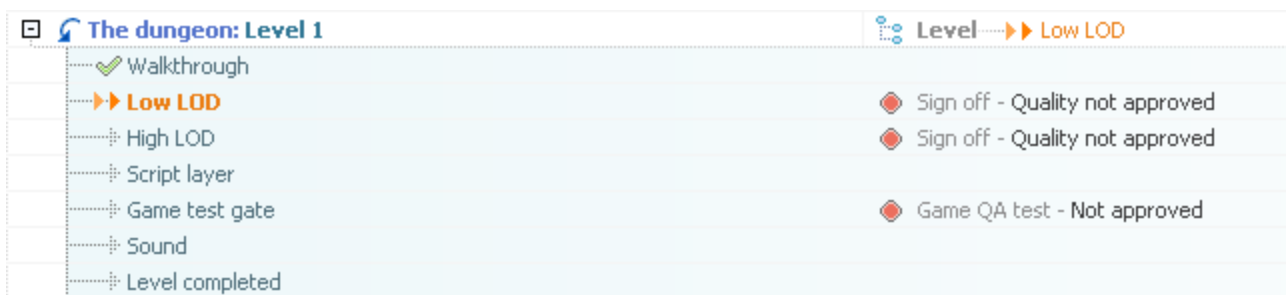 The dungeon: Level 1 Level Low LOD
Walkthrough
Low LOD Sign off - Quality not approved
High LOD Sign off - Quality not approved
Script layer
Game test gate Game QA test - Not approved
Sound
Level completed